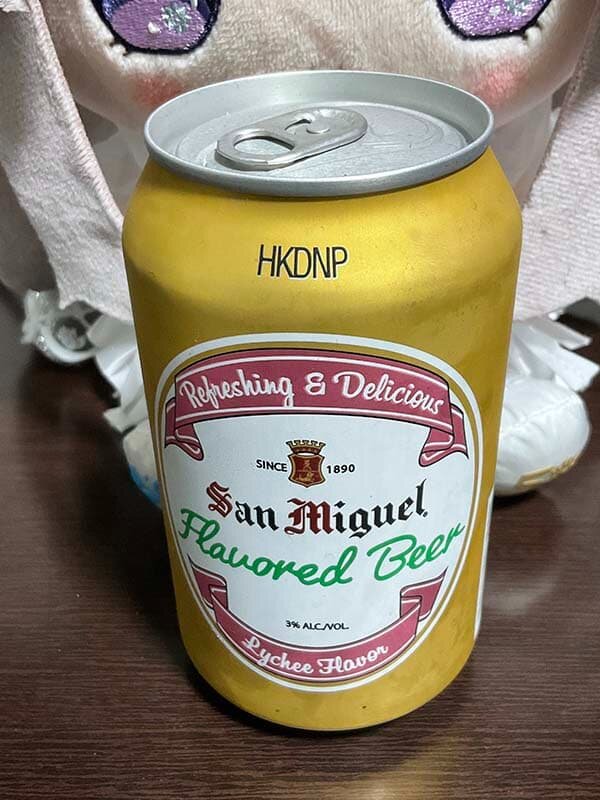 HKDNP
Refreshing & Delicious
SINCE 1890
San Miguel
Flavored Beer
3% ALC./VOL.
Lychee Flavor